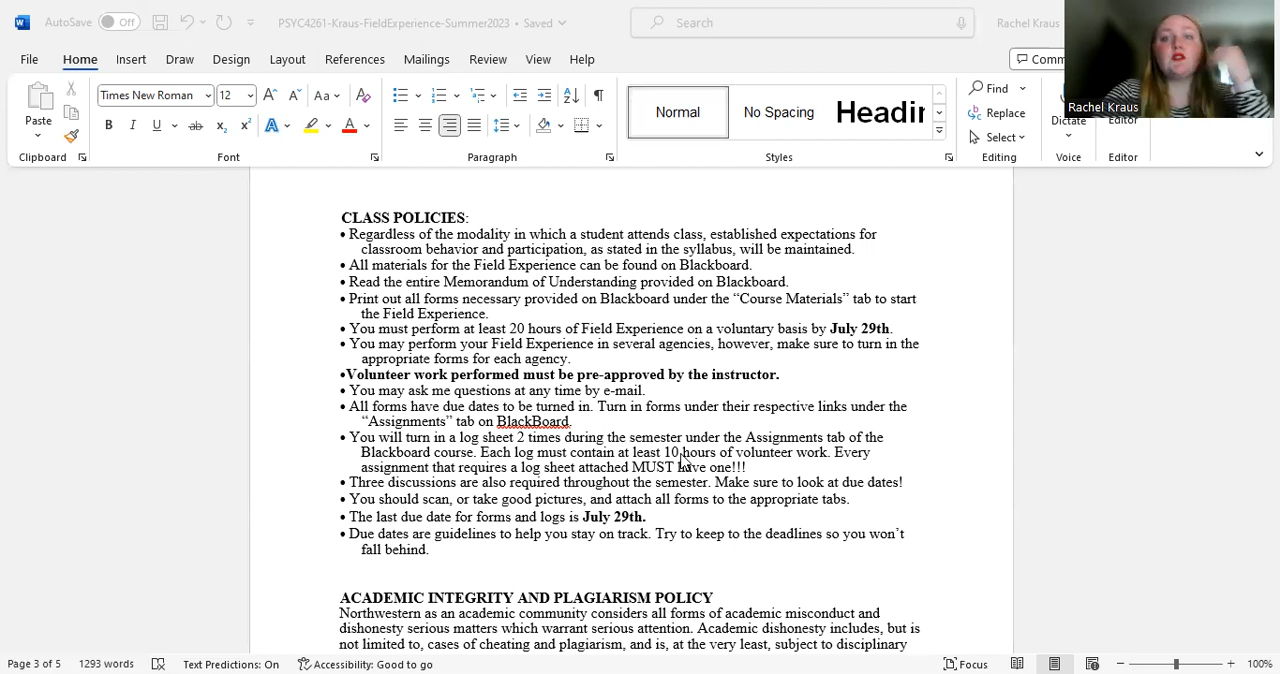 AutoSave Off PSYC4261-Kraus-FieldExperience-Summer2023 • Saved Search Rachel Kraus
File Home Insert Draw Design Layout References Mailings Review View Help Comm
Rachel Kraus
Paste Times New Roman 12 Aa Normal No Spacing Headin Find Replace Select Dictate Editor
Clipboard Font Paragraph Styles Editing Voice Editor
CLASS POLICIES:
• Regardless of the modality in which a student attends class, established expectations for
classroom behavior and participation, as stated in the syllabus, will be maintained.
• All materials for the Field Experience can be found on Blackboard.
• Read the entire Memorandum of Understanding provided on Blackboard.
• Print out all forms necessary provided on Blackboard under the “Course Materials” tab to start
the Field Experience.
• You must perform at least 20 hours of Field Experience on a voluntary basis by July 29th.
• You may perform your Field Experience in several agencies, however, make sure to turn in the
appropriate forms for each agency.
•Volunteer work performed must be pre-approved by the instructor.
• You may ask me questions at any time by e-mail.
• All forms have due dates to be turned in. Turn in forms under their respective links under the
“Assignments” tab on BlackBoard.
• You will turn in a log sheet 2 times during the semester under the Assignments tab of the
Blackboard course. Each log must contain at least 10 hours of volunteer work. Every
assignment that requires a log sheet attached MUST have one!!!
• Three discussions are also required throughout the semester. Make sure to look at due dates!
• You should scan, or take good pictures, and attach all forms to the appropriate tabs.
• The last due date for forms and logs is July 29th.
• Due dates are guidelines to help you stay on track. Try to keep to the deadlines so you won’t
fall behind.
ACADEMIC INTEGRITY AND PLAGIARISM POLICY
Northwestern as an academic community considers all forms of academic misconduct and
dishonesty serious matters which warrant serious attention. Academic dishonesty includes, but is
not limited to, cases of cheating and plagiarism, and is, at the very least, subject to disciplinary
Page 3 of 5 1293 words Text Predictions: On Accessibility: Good to go Focus 100%